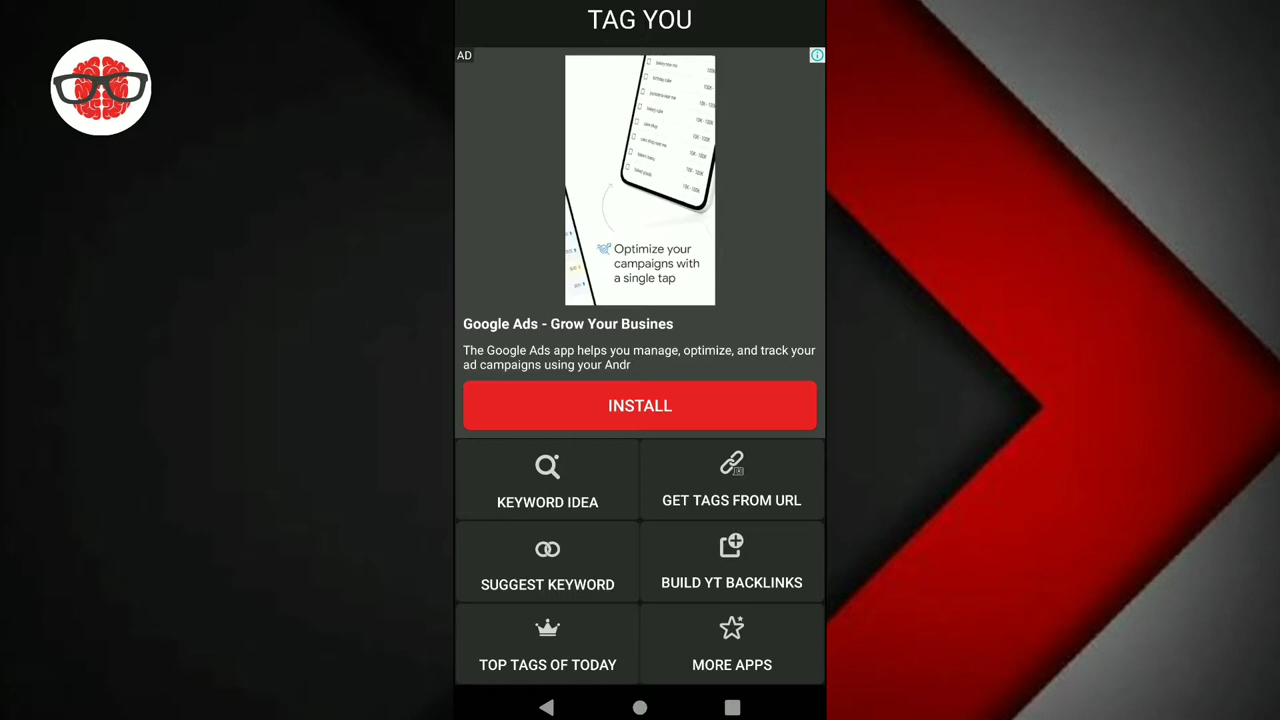 TAG YOU
AD
Optimize your
campaigns with
a single tap
Google Ads - Grow Your Busines
The Google Ads app helps you manage, optimize, and track your
ad campaigns using your Andr
INSTALL
KEYWORD IDEA
GET TAGS FROM URL
SUGGEST KEYWORD
BUILD YT BACKLINKS
TOP TAGS OF TODAY
MORE APPS